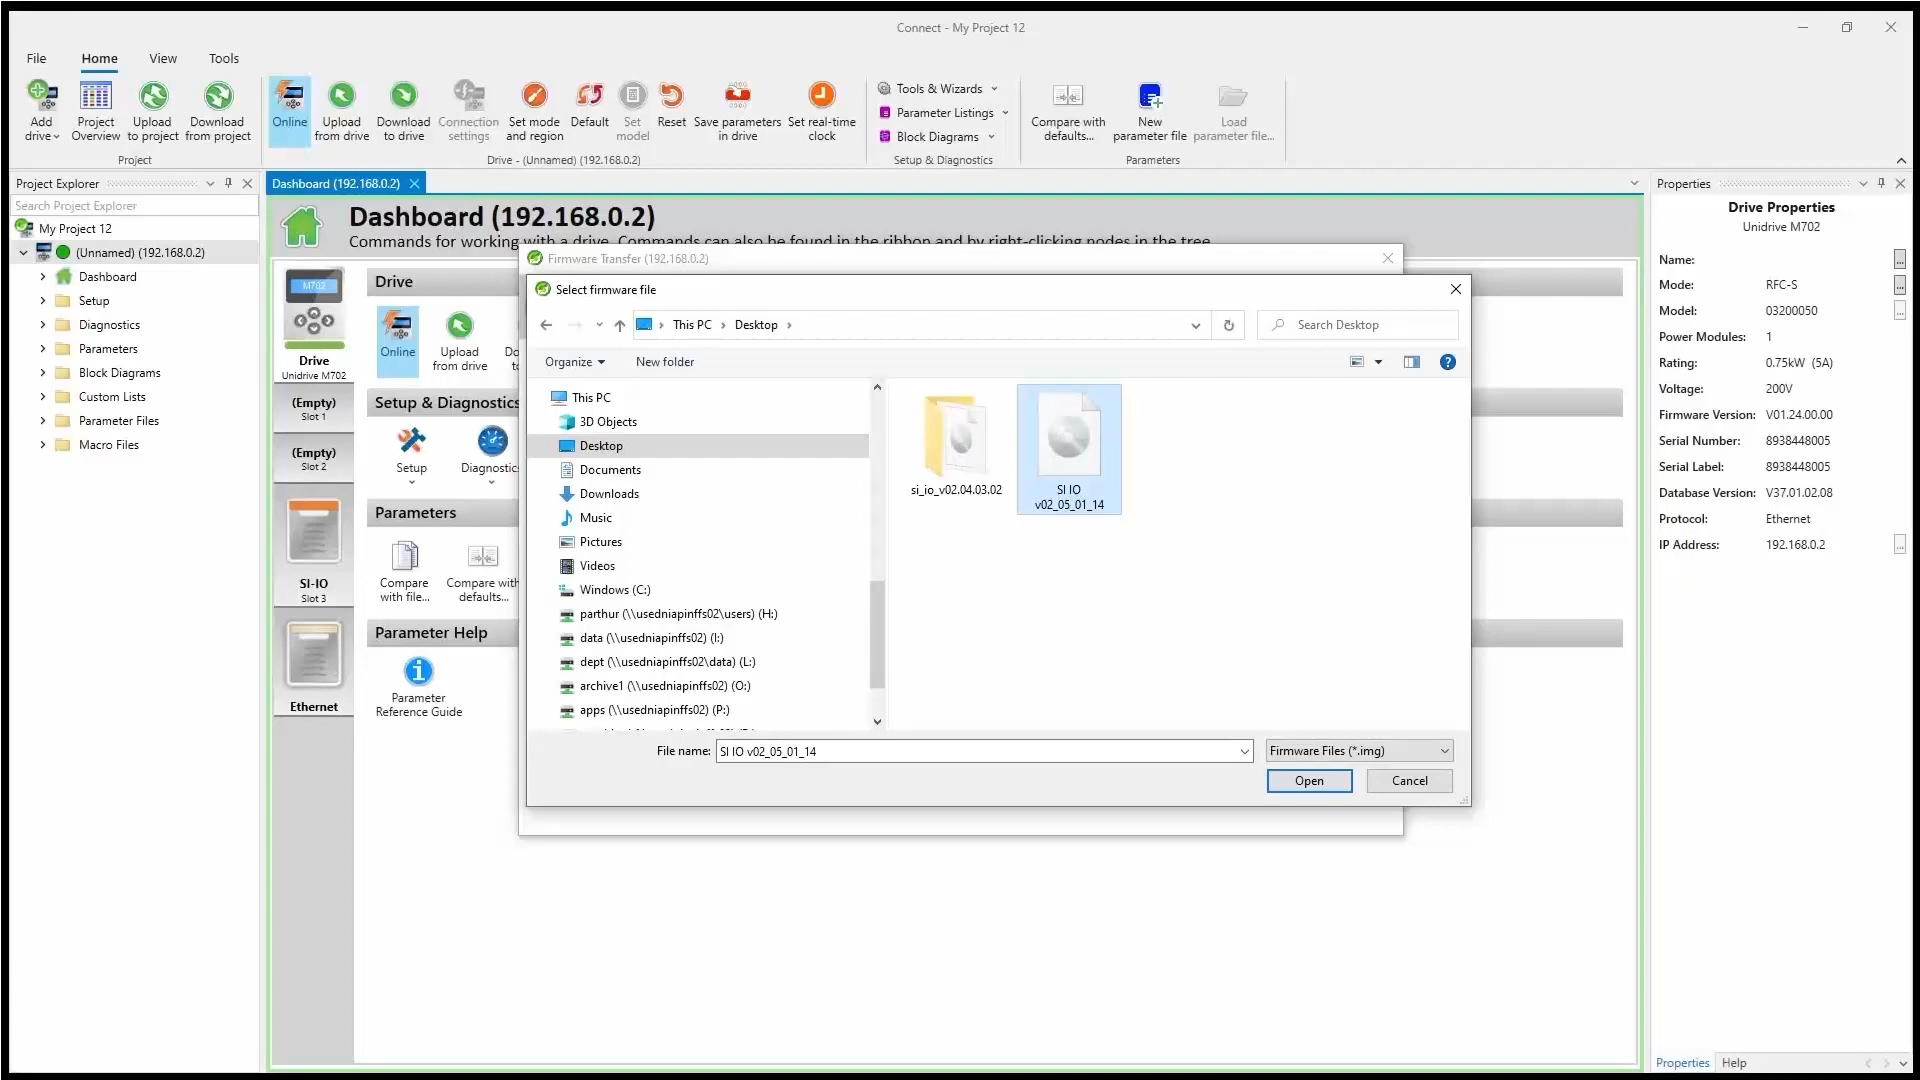 Connect - My Project 12
File
Home
View
Tools
Add
drive
Project
Overview
Upload
to project
Download
from project
Project
Online
Upload
from drive
Download
to drive
Connection
settings
Set mode
and region
Default
Set
model
Reset
Save parameters
in drive
Set real-time
clock
Drive - (Unnamed) (192.168.0.2)
Tools & Wizards
Parameter Listings
Block Diagrams
Setup & Diagnostics
Compare with
defaults...
New
parameter file
Load
parameter file...
Parameters
Project Explorer
Search Project Explorer
My Project 12
(Unnamed) (192.168.0.2)
Dashboard
Setup
Diagnostics
Parameters
Block Diagrams
Custom Lists
Parameter Files
Macro Files
Dashboard (192.168.0.2)
Dashboard (192.168.0.2)
Commands for working with a drive. Commands can also be found in the ribbon and by right-clicking nodes in the tree.
M702
Drive
Unidrive M702
(Empty)
Slot 1
(Empty)
Slot 2
SI-IO
Slot 3
Ethernet
Drive
Online
Upload
from drive
Setup & Diagnostics
Setup
Diagnostics
Parameters
Compare
with file...
Compare with
defaults...
Parameter Help
Parameter
Reference Guide
Firmware Transfer (192.168.0.2)
Select firmware file
This PC
Desktop
Search Desktop
Organize
New folder
This PC
3D Objects
Desktop
Documents
Downloads
Music
Pictures
Videos
Windows (C:)
parthur (\\usedniapinffs02\users) (H:)
data (\\usedniapinffs02) (I:)
dept (\\usedniapinffs02\data) (L:)
archive1 (\\usedniapinffs02) (O:)
apps (\\usedniapinffs02) (P:)
si_io_v02.04.03.02
SI IO
v02_05_01_14
File name:
SI IO v02_05_01_14
Firmware Files (*.img)
Open
Cancel
Properties
Drive Properties
Unidrive M702
Name:
Mode: RFC-S
Model: 03200050
Power Modules: 1
Rating: 0.75kW (5A)
Voltage: 200V
Firmware Version: V01.24.00.00
Serial Number: 8938448005
Serial Label: 8938448005
Database Version: V37.01.02.08
Protocol: Ethernet
IP Address: 192.168.0.2
Properties
Help